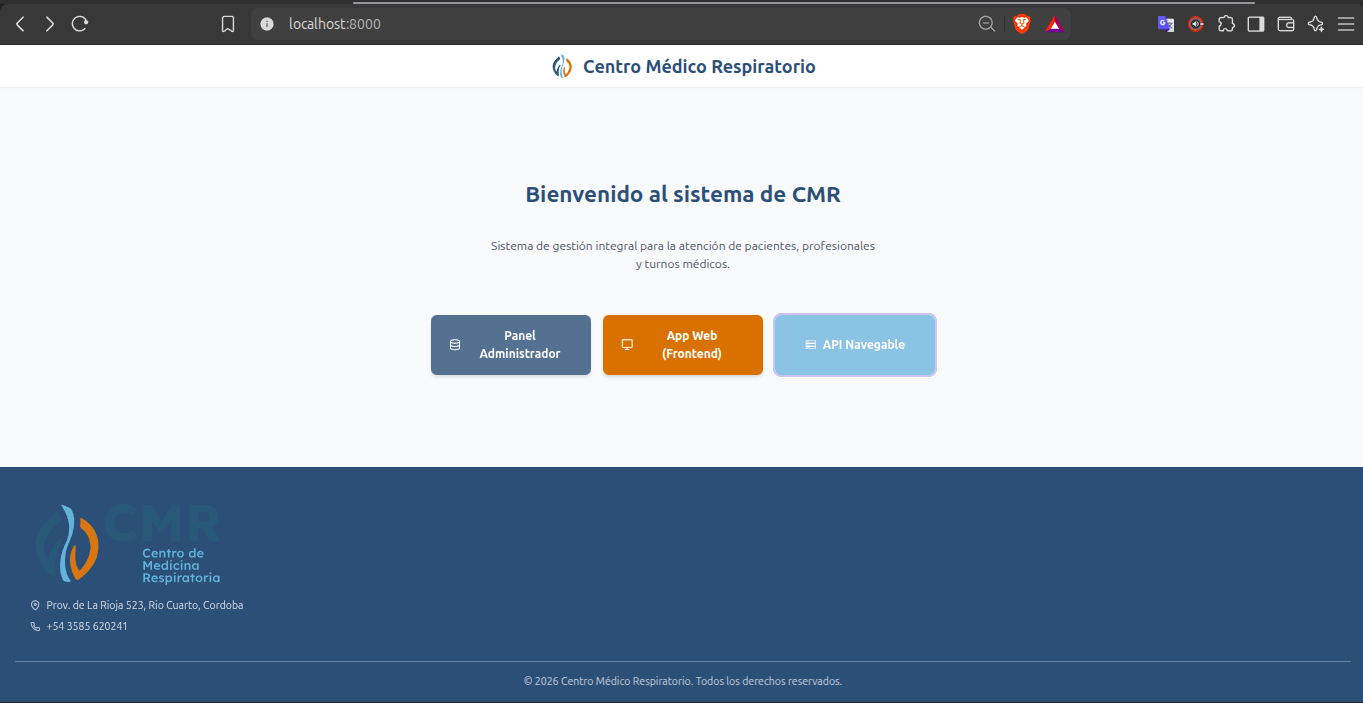 localhost:8000
Centro Médico Respiratorio
Bienvenido al sistema de CMR
Sistema de gestión integral para la atención de pacientes, profesionales
y turnos médicos.
Panel
Administrador
App Web
(Frontend)
API Navegable
CMR
Centro de
Medicina
Respiratoria
Prov. de La Rioja 523, Rio Cuarto, Cordoba
+54 3585 620241
© 2026 Centro Médico Respiratorio. Todos los derechos reservados.